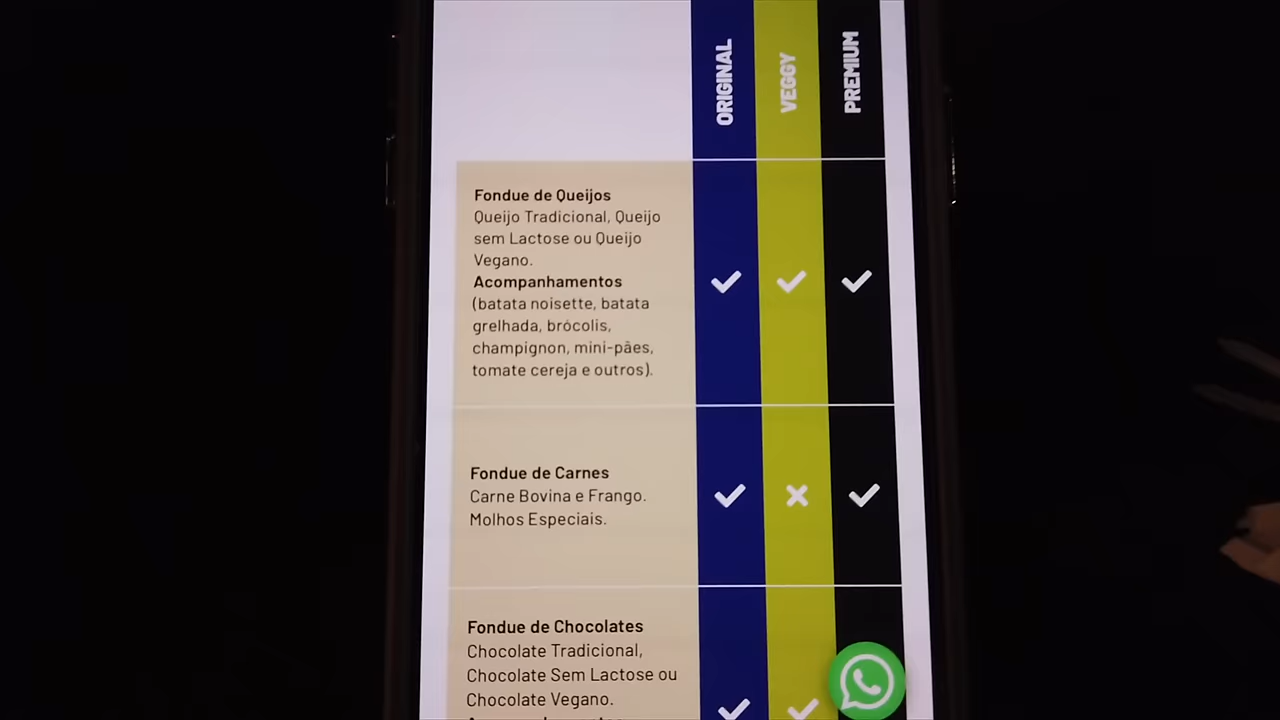 ORIGINAL
VEGGY
PREMIUM
Fondue de Queijos
Queijo Tradicional, Queijo
sem Lactose ou Queijo
Vegano.
Acompanhamentos
(batata noisette, batata
grelhada, brócolis,
champignon, mini-pães,
tomate cereja e outros).
Fondue de Carnes
Carne Bovina e Frango.
Molhos Especiais.
Fondue de Chocolates
Chocolate Tradicional,
Chocolate Sem Lactose ou
Chocolate Vegano.